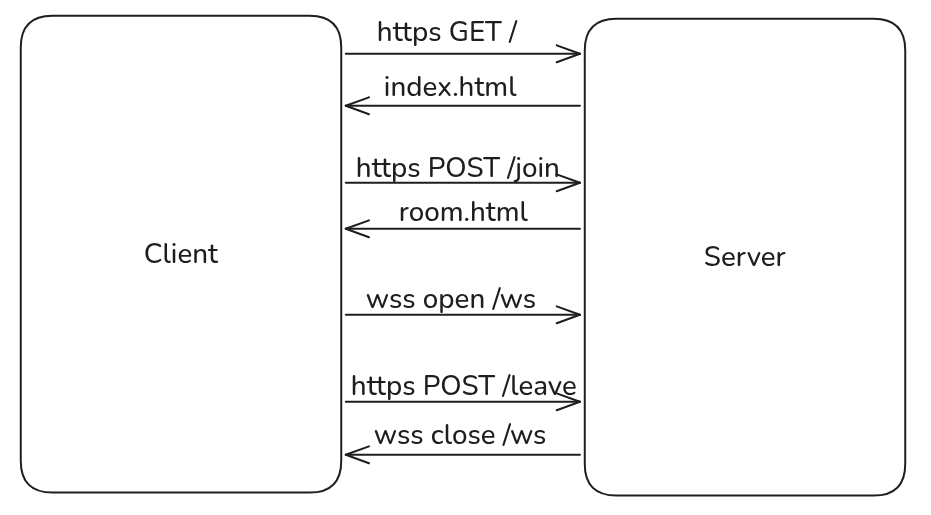 https GET /
index.html
https POST /join
room.html
Client
Server
wss open /ws
https POST /leave
wss close /ws